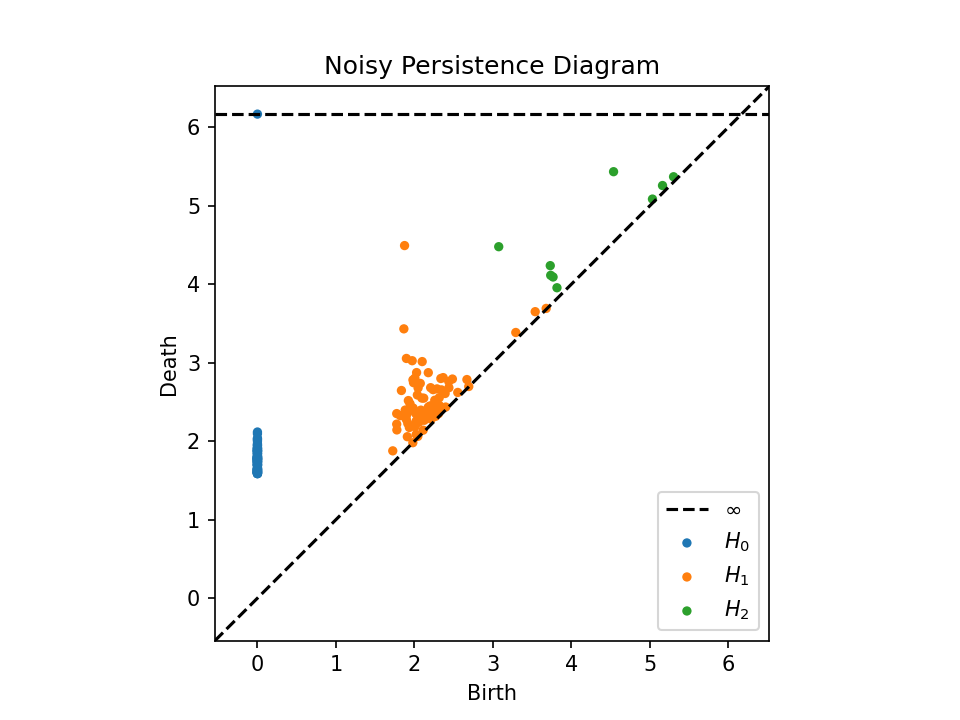 Noisy Persistence Diagram
Death
6
5
4
3
2
1
0
0 1 2 3 4 5 6
Birth
∞
H₀
H₁
H₂